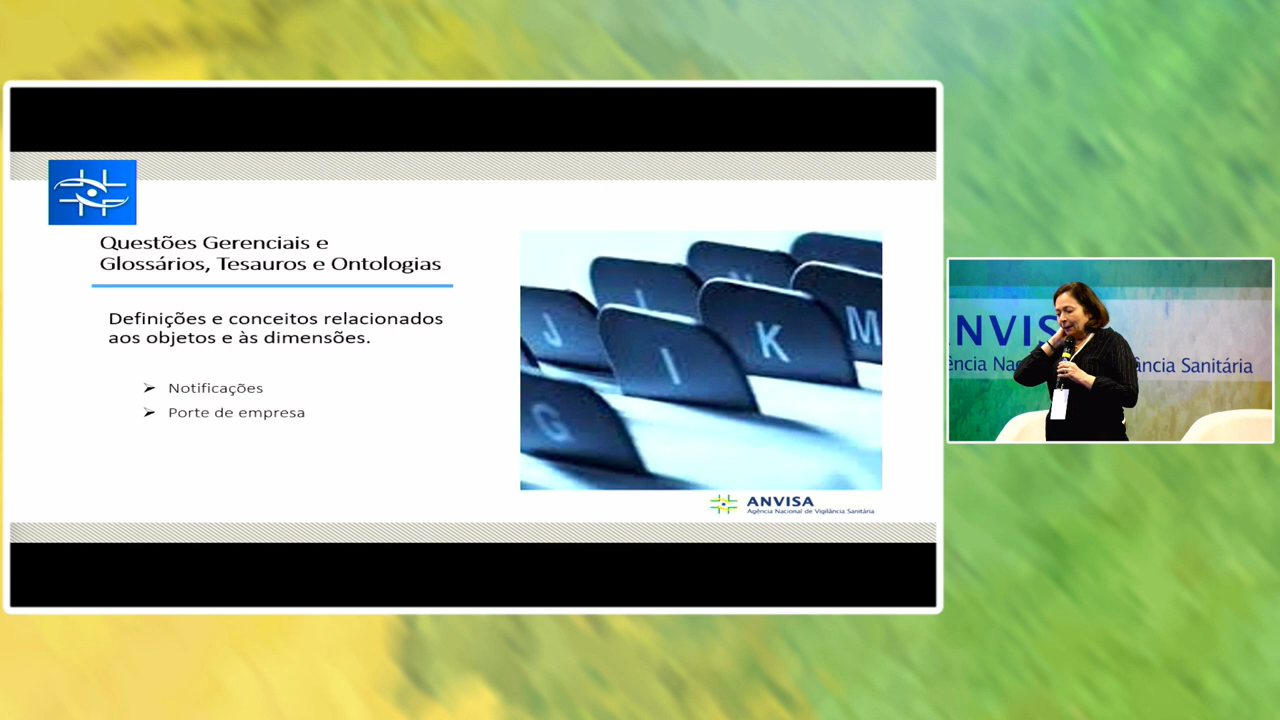 Questões Gerenciais e
Glossários, Tesauros e Ontologias
Definições e conceitos relacionados
aos objetos e às dimensões.
➢ Notificações
➢ Porte de empresa
J
I
K
M
G
ANVISA
Agência Nacional de Vigilância Sanitária
NVIS
ência Na
ância Sanitária